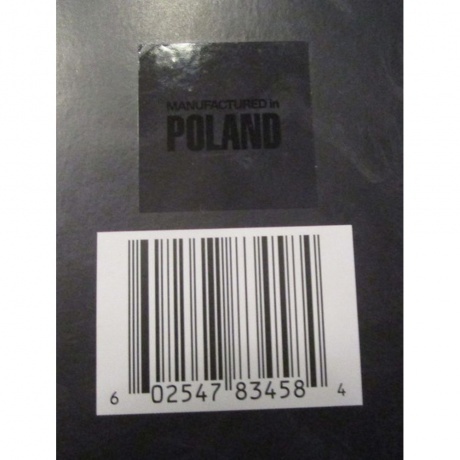 MANUFACTURED in
POLAND
6 02547 83458 4